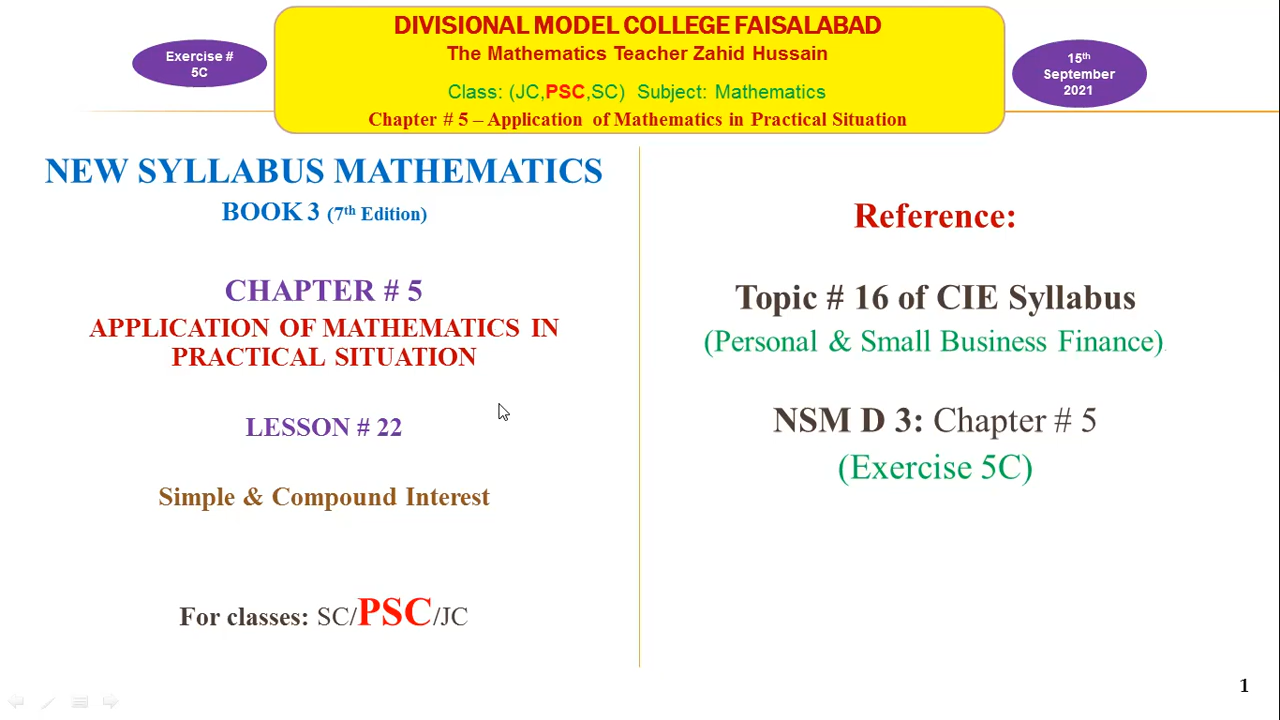 Exercise #
5C
DIVISIONAL MODEL COLLEGE FAISALABAD
The Mathematics Teacher Zahid Hussain
Class: (JC,PSC,SC) Subject: Mathematics
Chapter # 5 – Application of Mathematics in Practical Situation
15th
September
2021
NEW SYLLABUS MATHEMATICS
BOOK 3 (7th Edition)
CHAPTER # 5
APPLICATION OF MATHEMATICS IN
PRACTICAL SITUATION
LESSON # 22
Simple & Compound Interest
For classes: SC/PSC/JC
Reference:
Topic # 16 of CIE Syllabus
(Personal & Small Business Finance).
NSM D 3: Chapter # 5
(Exercise 5C)
1